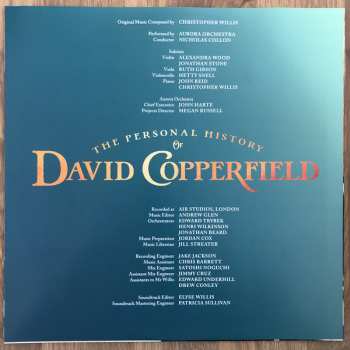 Original Music Composed by CHRISTOPHER WILLIS
Performed by AURORA ORCHESTRA
Conductor NICHOLAS COLLON
Soloists
Violin ALEXANDRA WOOD
JONATHAN STONE
Viola RUTH GIBSON
Violoncello HETTY SNELL
Piano JOHN REID
CHRISTOPHER WILLIS
Aurora Orchestra
Chief Executive JOHN HARTE
Projects Director MEGAN RUSSELL
THE PERSONAL HISTORY
OF
DAVID COPPERFIELD
Recorded at AIR STUDIOS, LONDON
Music Editor ANDREW GLEN
Orchestrators EDWARD TRYBEK
HENRI WILKINSON
JONATHAN BEARD
Music Preparation JORDAN COX
Music Librarian JILL STREATER
Recording Engineer JAKE JACKSON
Music Assistant CHRIS BARRETT
Mix Engineer SATOSHI NOGUCHI
Assistant Mix Engineer JIMMY CRUZ
Assistants to Mr Willis EDWARD UNDERHILL
DREW CONLEY
Soundtrack Editor ELYSE WILLIS
Soundtrack Mastering Engineer PATRICIA SULLIVAN